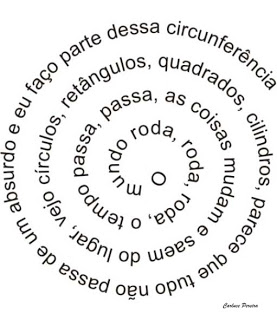 O mundo roda, roda, roda, o tempo passa, passa, as coisas mudam e saem do lugar, vejo círculos, retângulos, quadrados, cilindros, parece que tudo não passa de um absurdo e eu faço parte dessa circunferência
Pereira